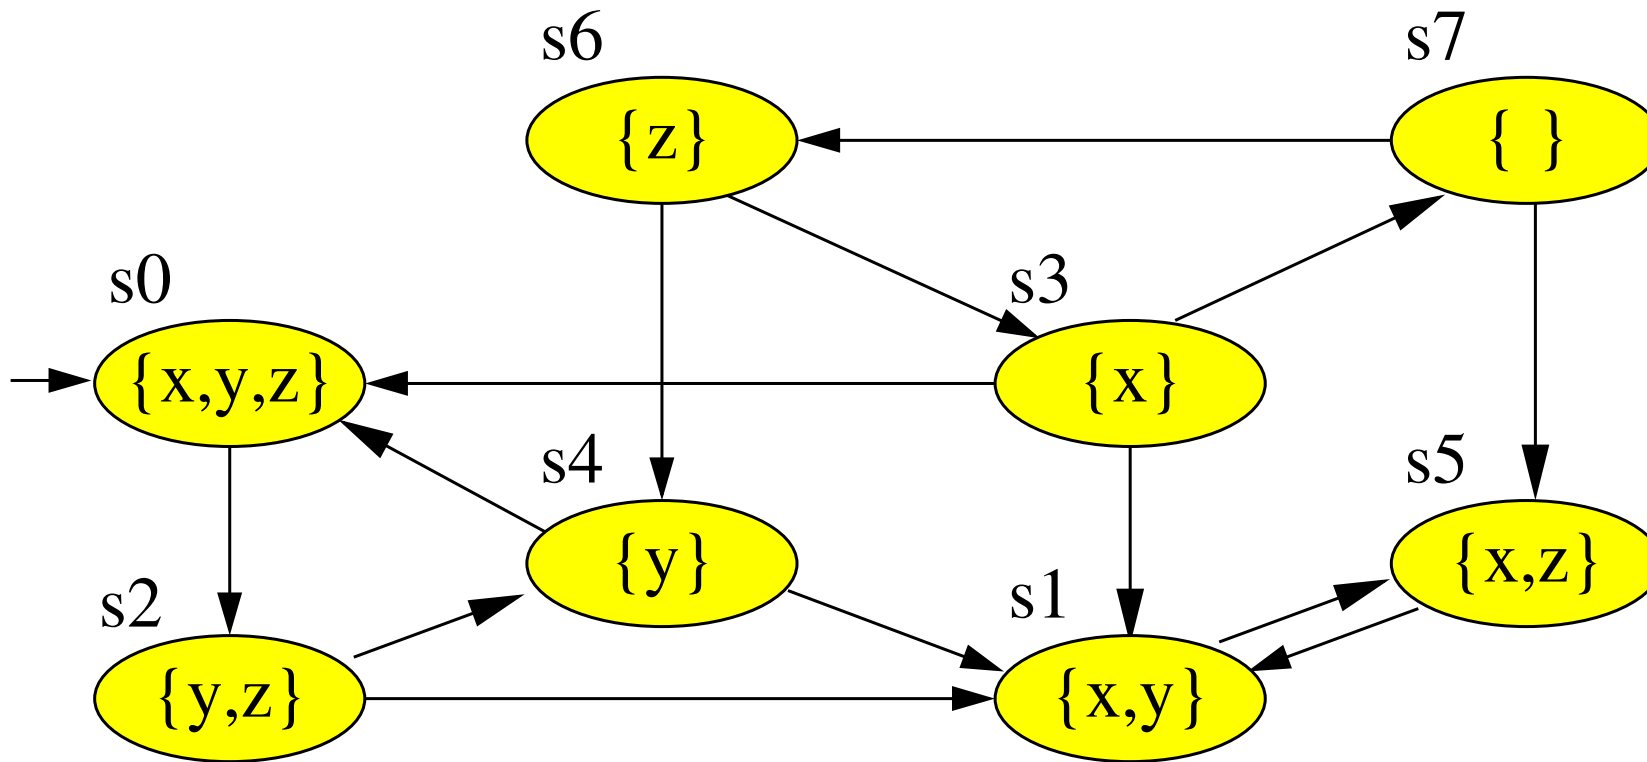 s6
s7
{z}
{ }
s0
s3
{x,y,z}
{x}
s4
s5
{y}
{x,z}
s2
s1
{y,z}
{x,y}